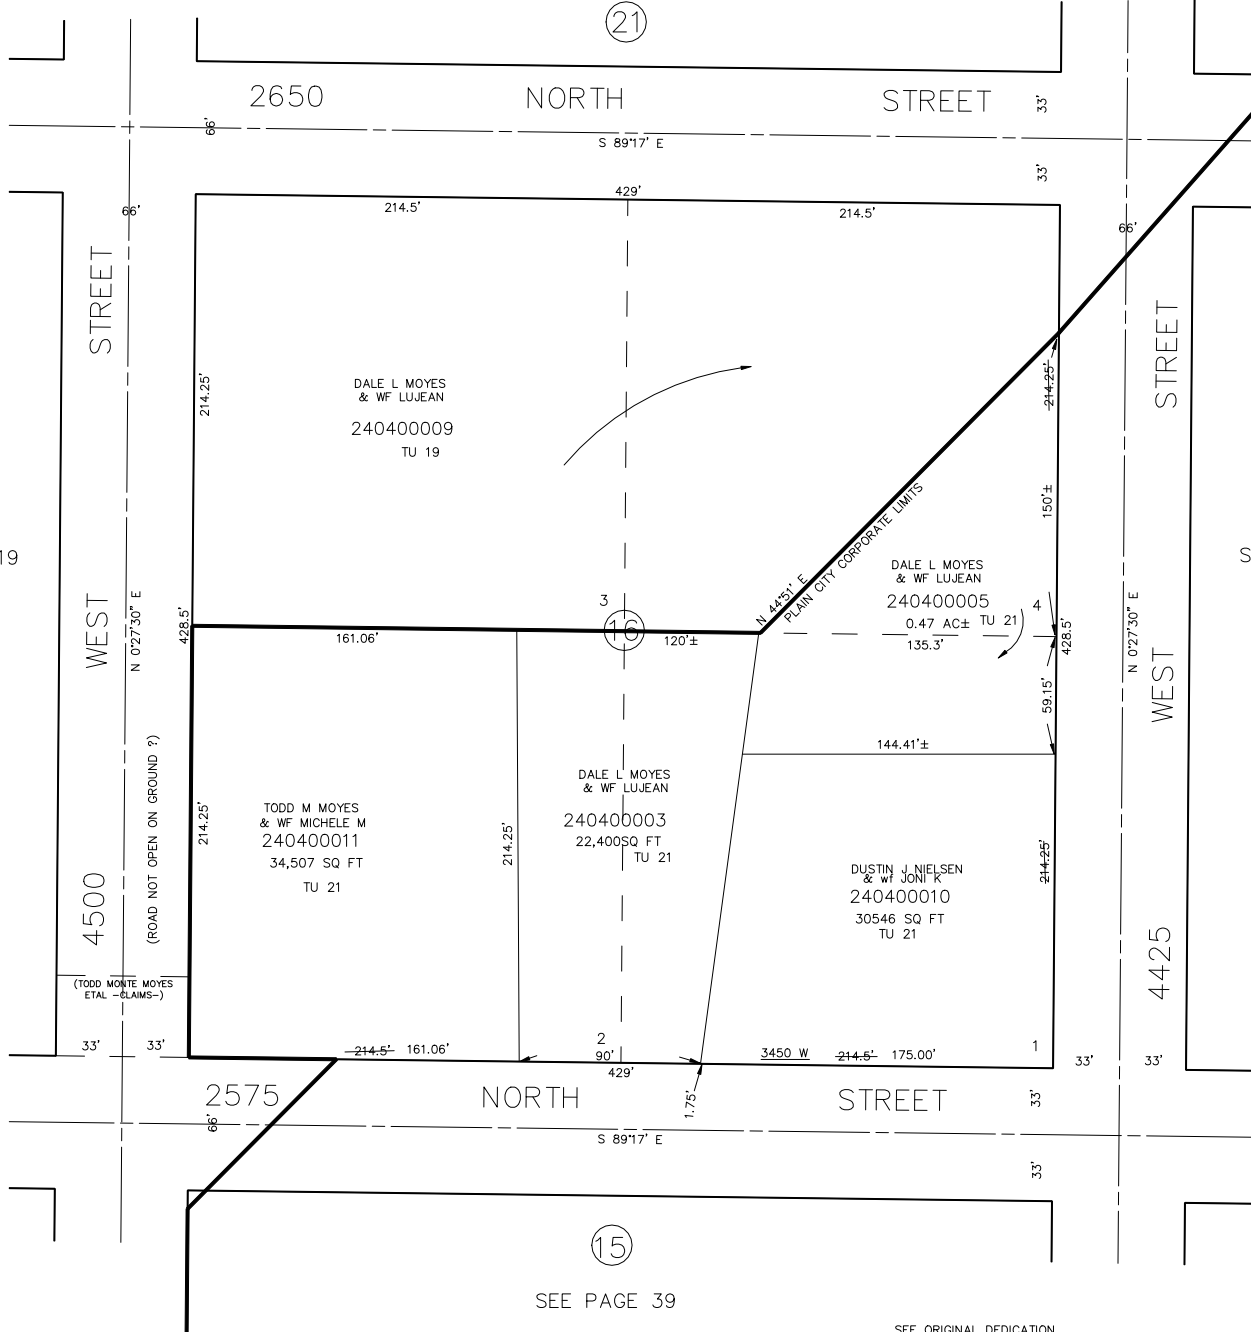 21
2650 NORTH STREET
33'
66'
S 89°17' E
33'
429'
66'
214.5'
214.5'
66'
STREET
STREET
214.25'
214.25'
DALE L MOYES
& WF LUJEAN
240400009
TU 19
150'±
PLAIN CITY CORPORATE LIMITS
N 44°51' E
19
S
DALE L MOYES
& WF LUJEAN
240400005
0.47 AC± TU 21
135.3'
4
3
16
WEST
N 0°27'30" E
428.5'
161.06'
120'±
428.5'
N 0°27'30" E
WEST
59.15'
144.41'±
(ROAD NOT OPEN ON GROUND ?)
214.25'
TODD M MOYES
& WF MICHELE M
240400011
34,507 SQ FT
TU 21
214.25'
DALE L MOYES
& WF LUJEAN
240400003
22,400SQ FT
TU 21
DUSTIN J NIELSEN
& wf JONI K
240400010
30546 SQ FT
TU 21
214.25'
4500
4425
(TODD MONTE MOYES
ETAL -CLAIMS-)
33' 33'
214.5' 161.06'
2
90'
429'
3450 W 214.5' 175.00'
1
33' 33'
1.75'
2575 NORTH STREET
33'
66'
S 89°17' E
33'
15
SEE PAGE 39
SEE ORIGINAL DEDICATION